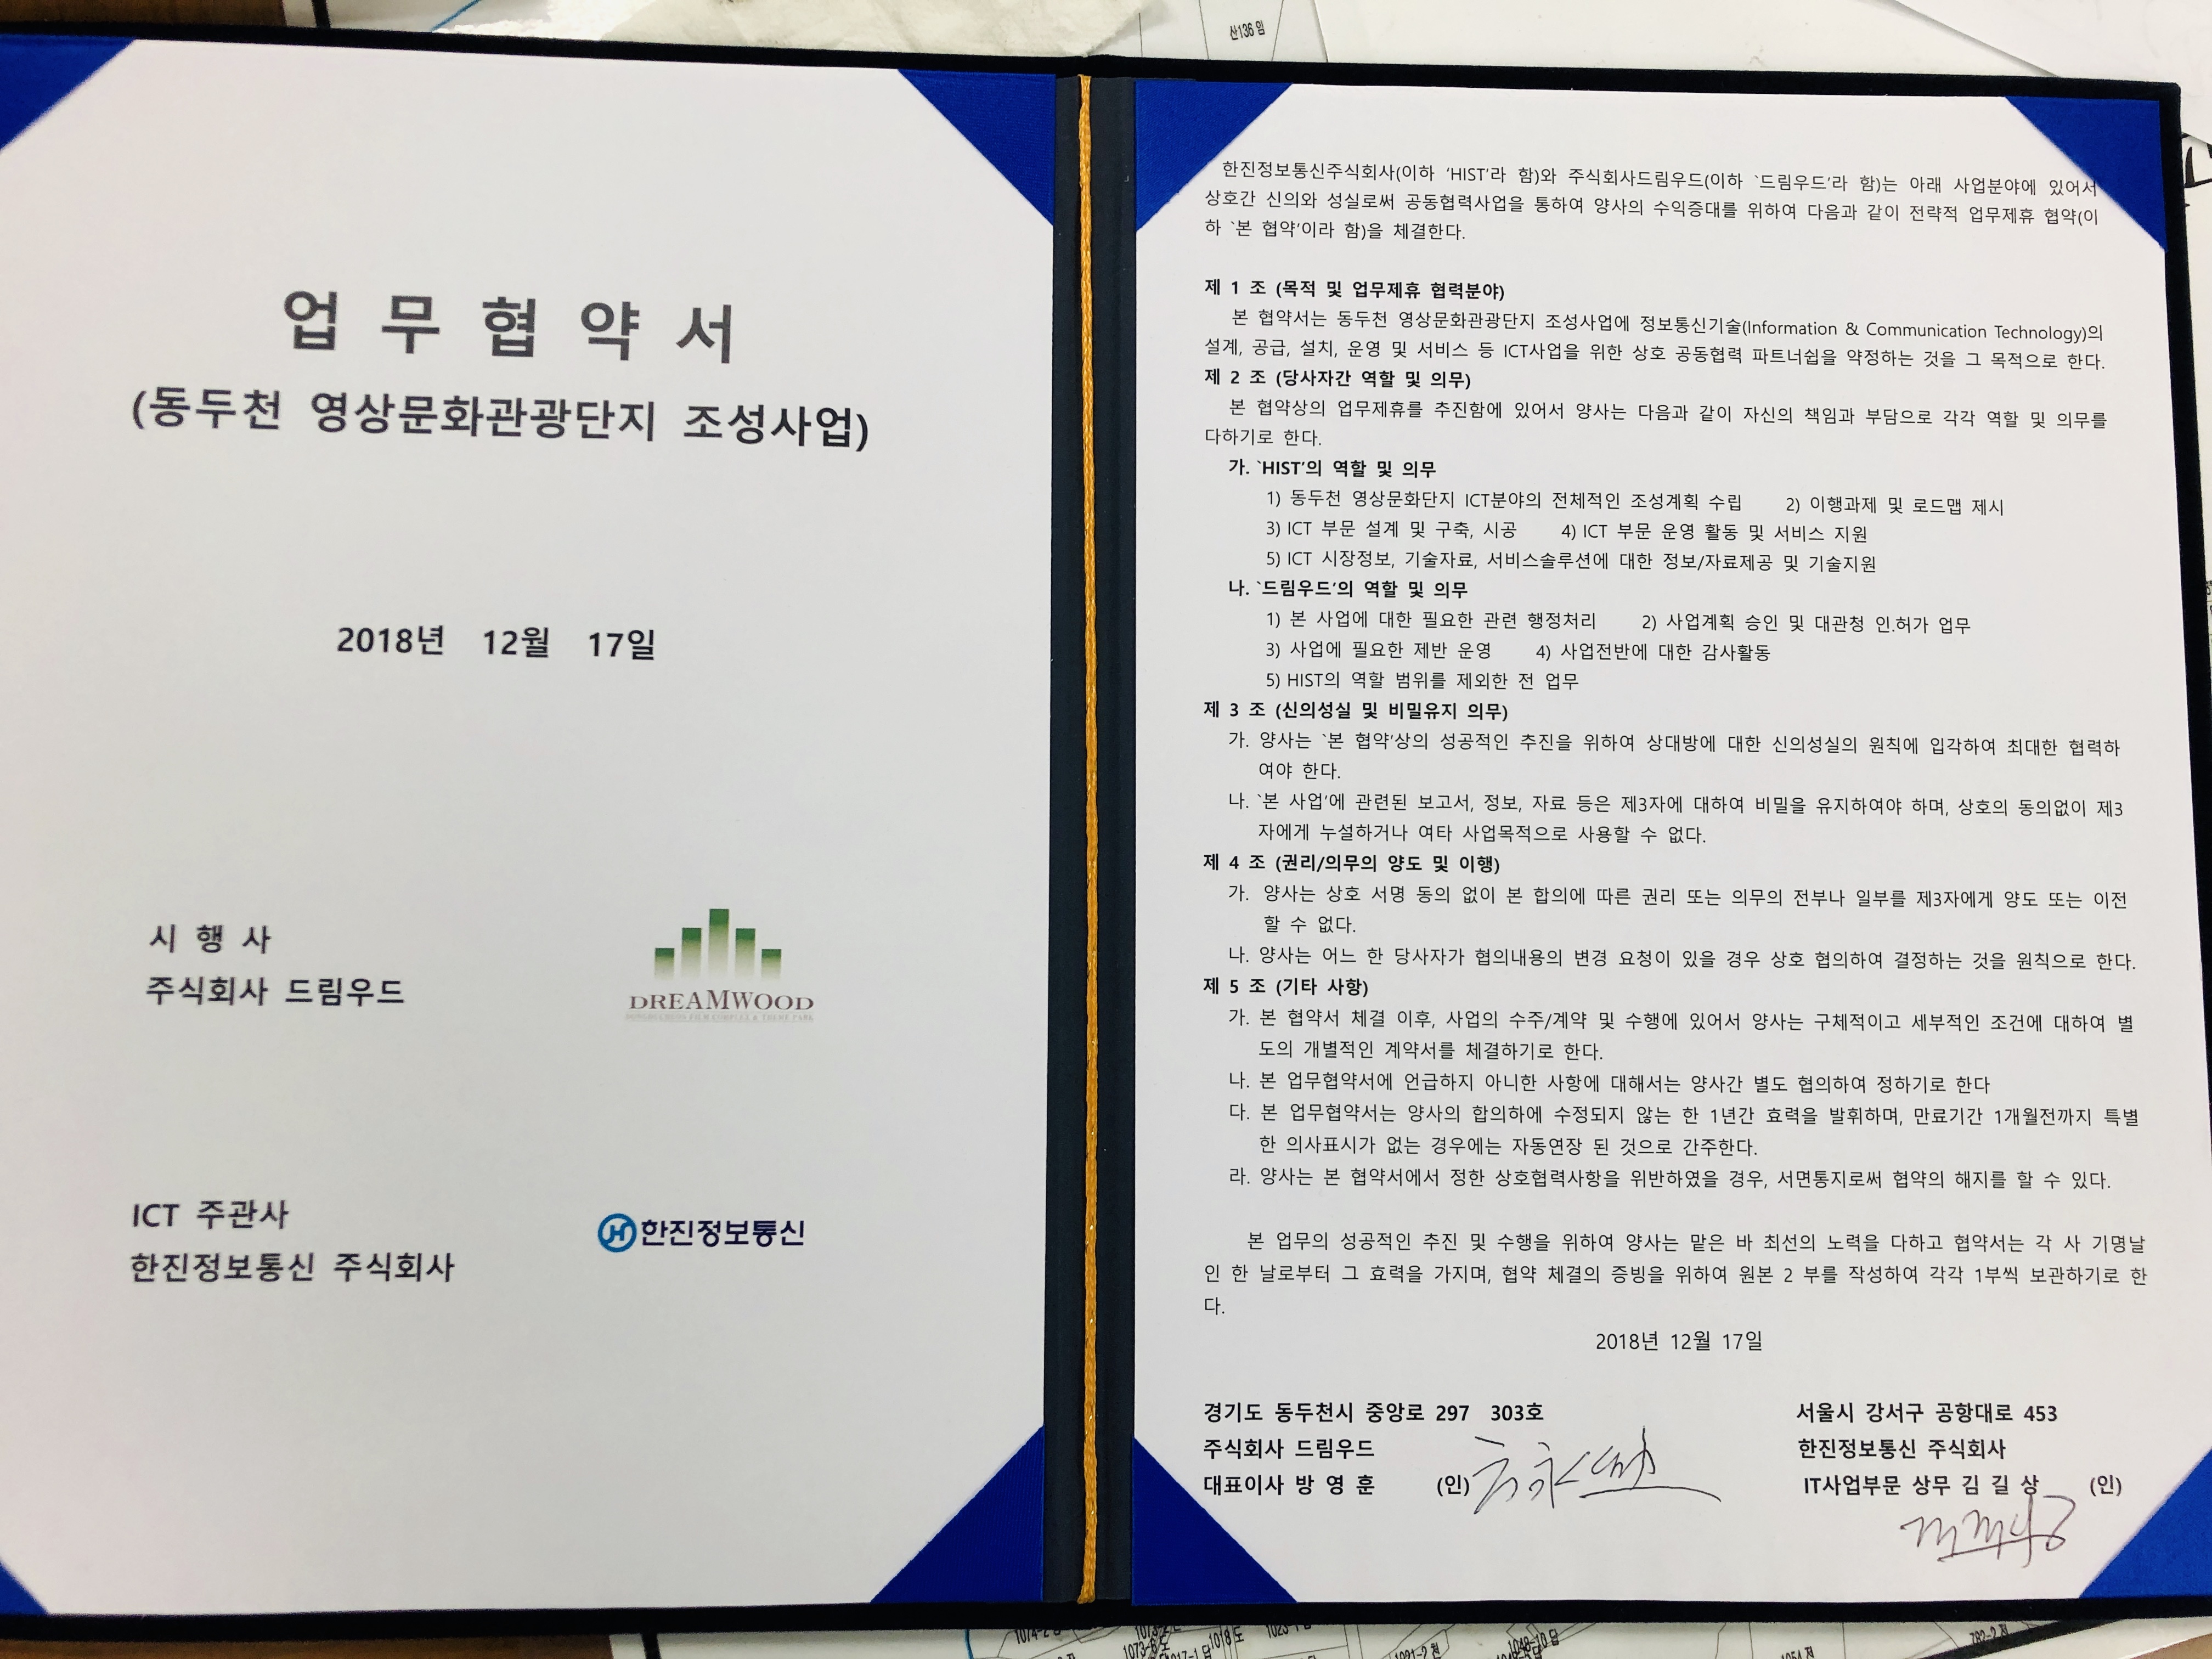 산136임
업 무 협 약 서
(동두천 영상문화관광단지 조성사업)
2018년 12월 17일
시 행 사
주식회사 드림우드
DREAMWOOD
DONGDUCHEON FILM COMPLEX & THEME PARK
ICT 주관사
한진정보통신 주식회사
한진정보통신
한진정보통신주식회사(이하 ‘HIST’라 함)와 주식회사드림우드(이하 `드림우드’라 함)는 아래 사업분야에 있어서
상호간 신의와 성실로써 공동협력사업을 통하여 양사의 수익증대를 위하여 다음과 같이 전략적 업무제휴 협약(이
하 `본 협약’이라 함)을 체결한다.
제 1 조 (목적 및 업무제휴 협력분야)
본 협약서는 동두천 영상문화관광단지 조성사업에 정보통신기술(Information & Communication Technology)의
설계, 공급, 설치, 운영 및 서비스 등 ICT사업을 위한 상호 공동협력 파트너쉽을 약정하는 것을 그 목적으로 한다.
제 2 조 (당사자간 역할 및 의무)
본 협약상의 업무제휴를 추진함에 있어서 양사는 다음과 같이 자신의 책임과 부담으로 각각 역할 및 의무를
다하기로 한다.
가. `HIST’의 역할 및 의무
1) 동두천 영상문화단지 ICT분야의 전체적인 조성계획 수립 2) 이행과제 및 로드맵 제시
3) ICT 부문 설계 및 구축, 시공 4) ICT 부문 운영 활동 및 서비스 지원
5) ICT 시장정보, 기술자료, 서비스솔루션에 대한 정보/자료제공 및 기술지원
나. `드림우드’의 역할 및 의무
1) 본 사업에 대한 필요한 관련 행정처리 2) 사업계획 승인 및 대관청 인.허가 업무
3) 사업에 필요한 제반 운영 4) 사업전반에 대한 감사활동
5) HIST의 역할 범위를 제외한 전 업무
제 3 조 (신의성실 및 비밀유지 의무)
가. 양사는 `본 협약’상의 성공적인 추진을 위하여 상대방에 대한 신의성실의 원칙에 입각하여 최대한 협력하
여야 한다.
나. `본 사업’에 관련된 보고서, 정보, 자료 등은 제3자에 대하여 비밀을 유지하여야 하며, 상호의 동의없이 제3
자에게 누설하거나 여타 사업목적으로 사용할 수 없다.
제 4 조 (권리/의무의 양도 및 이행)
가. 양사는 상호 서명 동의 없이 본 합의에 따른 권리 또는 의무의 전부나 일부를 제3자에게 양도 또는 이전
할 수 없다.
나. 양사는 어느 한 당사자가 협의내용의 변경 요청이 있을 경우 상호 협의하여 결정하는 것을 원칙으로 한다.
제 5 조 (기타 사항)
가. 본 협약서 체결 이후, 사업의 수주/계약 및 수행에 있어서 양사는 구체적이고 세부적인 조건에 대하여 별
도의 개별적인 계약서를 체결하기로 한다.
나. 본 업무협약서에 언급하지 아니한 사항에 대해서는 양사간 별도 협의하여 정하기로 한다
다. 본 업무협약서는 양사의 합의하에 수정되지 않는 한 1년간 효력을 발휘하며, 만료기간 1개월전까지 특별
한 의사표시가 없는 경우에는 자동연장 된 것으로 간주한다.
라. 양사는 본 협약서에서 정한 상호협력사항을 위반하였을 경우, 서면통지로써 협약의 해지를 할 수 있다.
본 업무의 성공적인 추진 및 수행을 위하여 양사는 맡은 바 최선의 노력을 다하고 협약서는 각 사 기명날
인 한 날로부터 그 효력을 가지며, 협약 체결의 증빙을 위하여 원본 2 부를 작성하여 각각 1부씩 보관하기로 한
다.
2018년 12월 17일
경기도 동두천시 중앙로 297 303호
주식회사 드림우드
대표이사 방 영 훈 (인)
서울시 강서구 공항대로 453
한진정보통신 주식회사
IT사업부문 상무 김 길 상 (인)
1073-6도
1018도